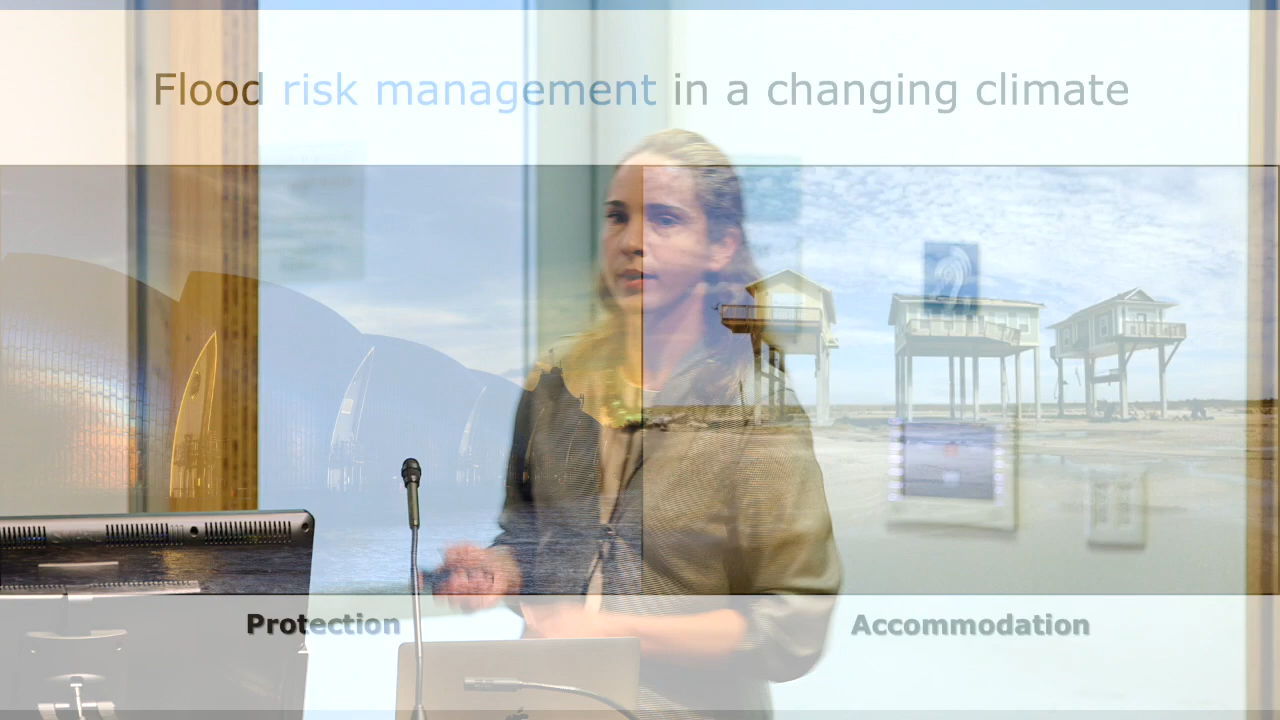 Flood risk management in a changing climate
Protection
Accommodation